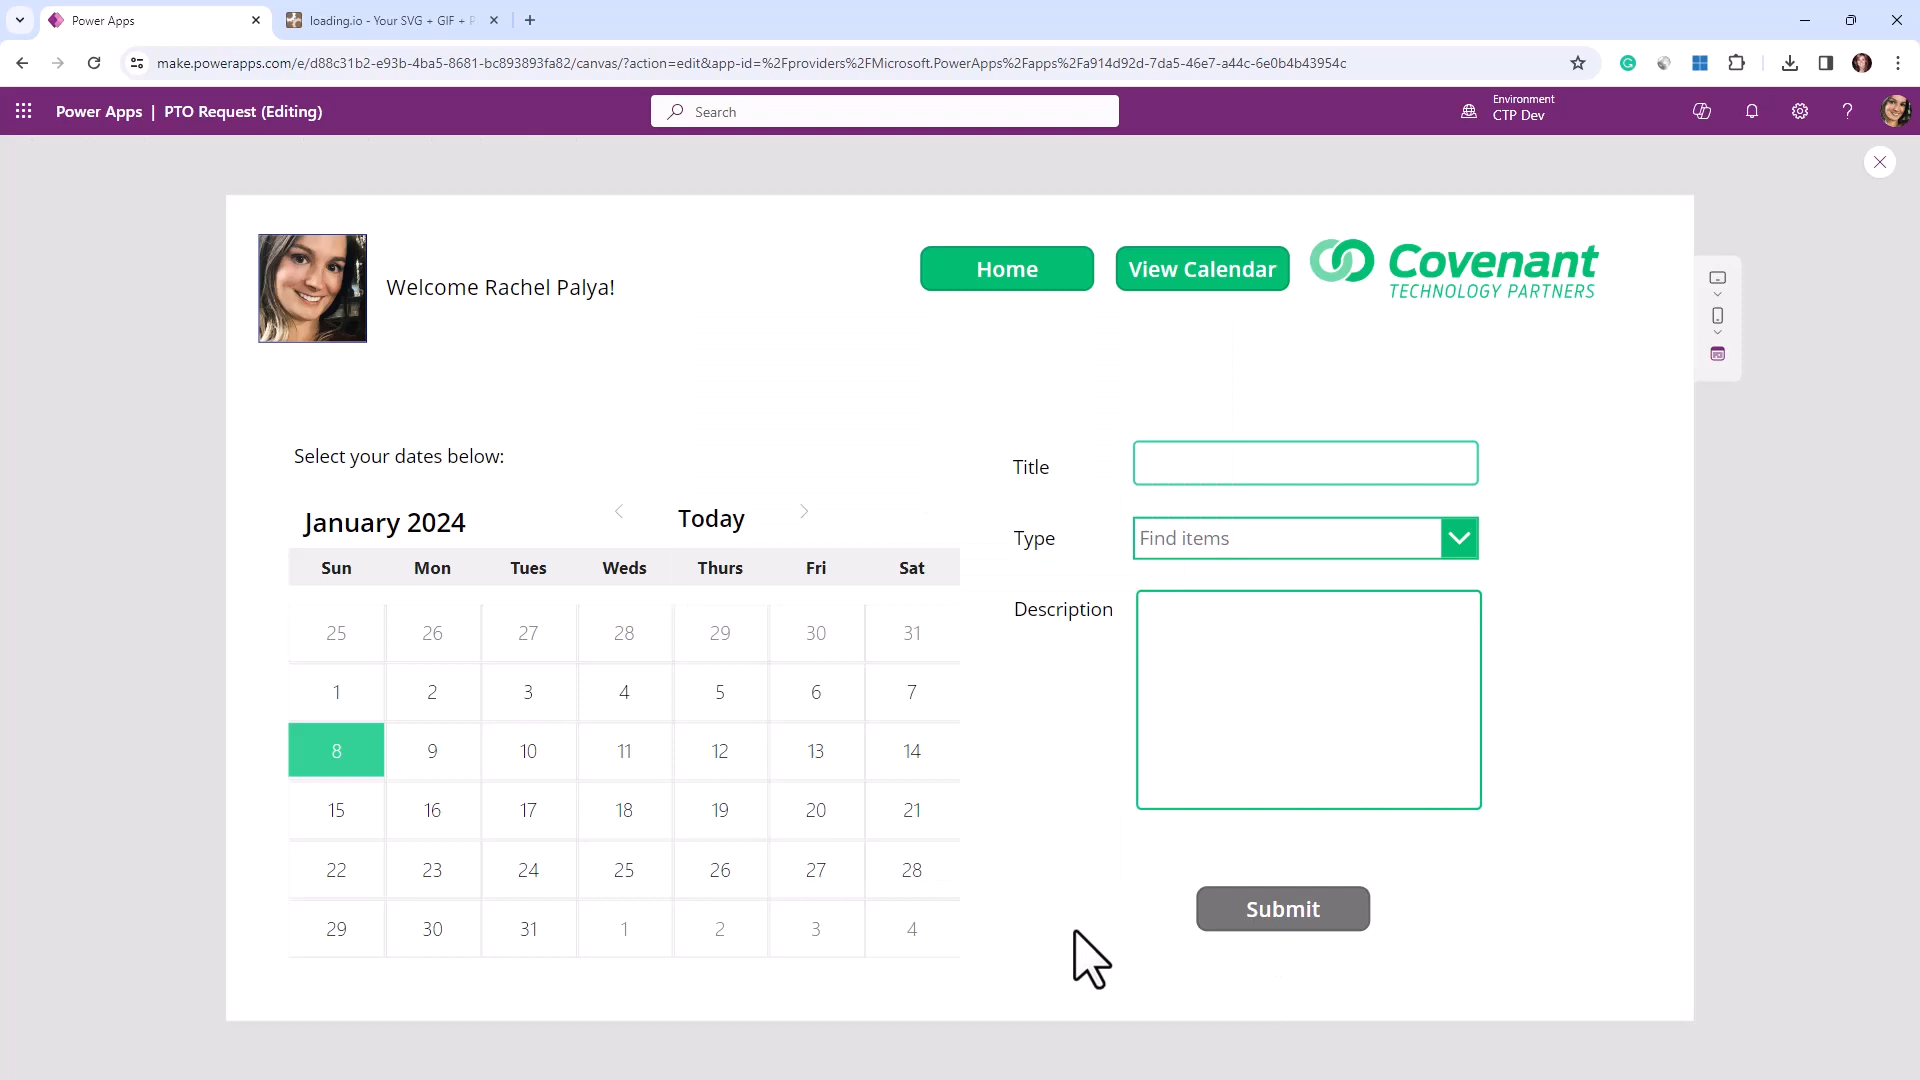 Power Apps
loading.io - Your SVG + GIF +
make.powerapps.com/e/d88c31b2-e93b-4ba5-8681-bc893893fa82/canvas/?action=edit&app-id=%2Fproviders%2FMicrosoft.PowerApps%2Fapps%2Fa914d92d-7da5-46e7-a44c-6e0b4b43954c
Power Apps | PTO Request (Editing)
Search
Environment
CTP Dev
Welcome Rachel Palya!
Home
View Calendar
Covenant
TECHNOLOGY PARTNERS
Select your dates below:
January 2024
Today
Sun Mon Tues Weds Thurs Fri Sat
25 26 27 28 29 30 31
1 2 3 4 5 6 7
8 9 10 11 12 13 14
15 16 17 18 19 20 21
22 23 24 25 26 27 28
29 30 31 1 2 3 4
Title
Type
Find items
Description
Submit